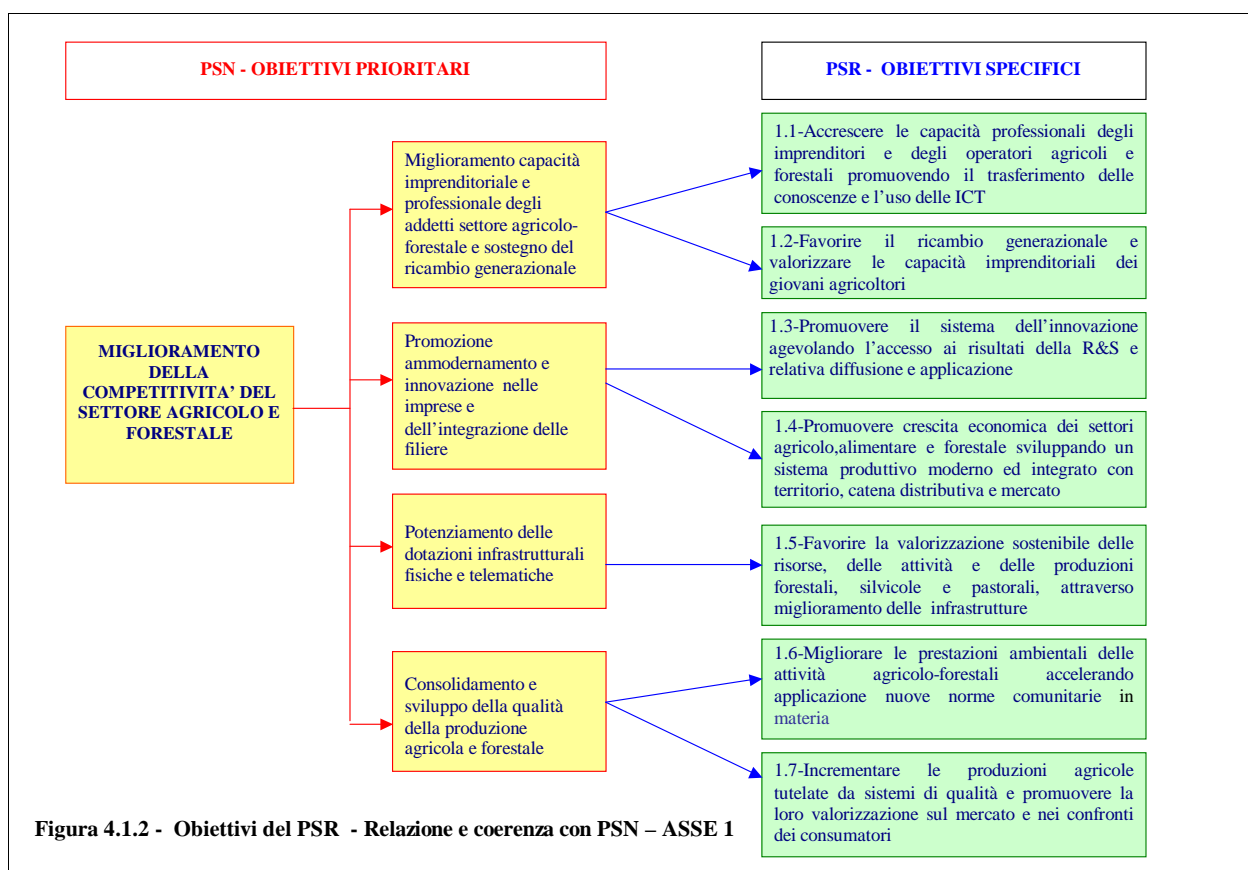 PSN - OBIETTIVI PRIORITARI
PSR - OBIETTIVI SPECIFICI
MIGLIORAMENTO
DELLA
COMPETITIVITA’ DEL
SETTORE AGRICOLO E
FORESTALE
Miglioramento capacità
imprenditoriale e
professionale degli
addetti settore agricolo-
forestale e sostegno del
ricambio generazionale
Promozione
ammodernamento e
innovazione nelle
imprese e
dell’integrazione delle
filiere
Potenziamento delle
dotazioni infrastrutturali
fisiche e telematiche
Consolidamento e
sviluppo della qualità
della produzione
agricola e forestale
1.1-Accrescere le capacità professionali degli
imprenditori e degli operatori agricoli e
forestali promuovendo il trasferimento delle
conoscenze e l’uso delle ICT
1.2-Favorire il ricambio generazionale e
valorizzare le capacità imprenditoriali dei
giovani agricoltori
1.3-Promuovere il sistema dell’innovazione
agevolando l’accesso ai risultati della R&S e
relativa diffusione e applicazione
1.4-Promuovere crescita economica dei settori
agricolo,alimentare e forestale sviluppando un
sistema produttivo moderno ed integrato con
territorio, catena distributiva e mercato
1.5-Favorire la valorizzazione sostenibile delle
risorse, delle attività e delle produzioni
forestali, silvicole e pastorali, attraverso
miglioramento delle infrastrutture
1.6-Migliorare le prestazioni ambientali delle
attività agricolo-forestali accelerando
applicazione nuove norme comunitarie in
materia
1.7-Incrementare le produzioni agricole
tutelate da sistemi di qualità e promuovere la
loro valorizzazione sul mercato e nei confronti
dei consumatori
Figura 4.1.2 - Obiettivi del PSR - Relazione e coerenza con PSN – ASSE 1